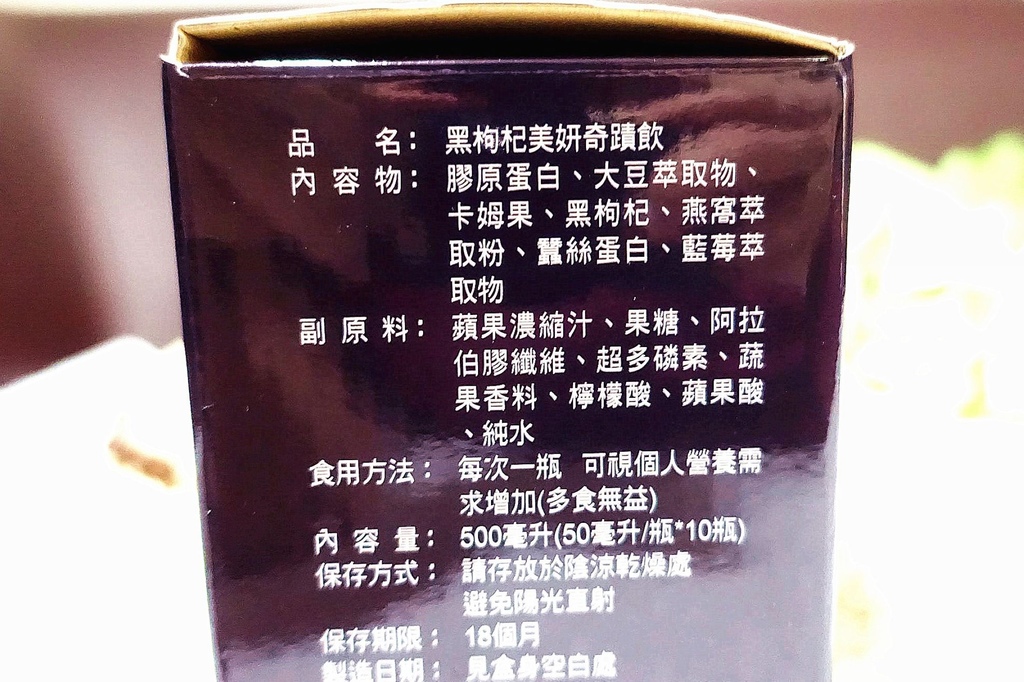 品　　名：黑枸杞美妍奇蹟飲
內 容 物：膠原蛋白、大豆萃取物、
卡姆果、黑枸杞、燕窩萃
取粉、蠶絲蛋白、藍莓萃
取物
副 原 料：蘋果濃縮汁、果糖、阿拉
伯膠纖維、超多磷素、蔬
果香料、檸檬酸、蘋果酸
、純水
食用方法：每次一瓶 可視個人營養需
求增加(多食無益)
內 容 量：500毫升(50毫升/瓶*10瓶)
保存方式：請存放於陰涼乾燥處
避免陽光直射
保存期限：18個月
製造日期：見盒身空白處